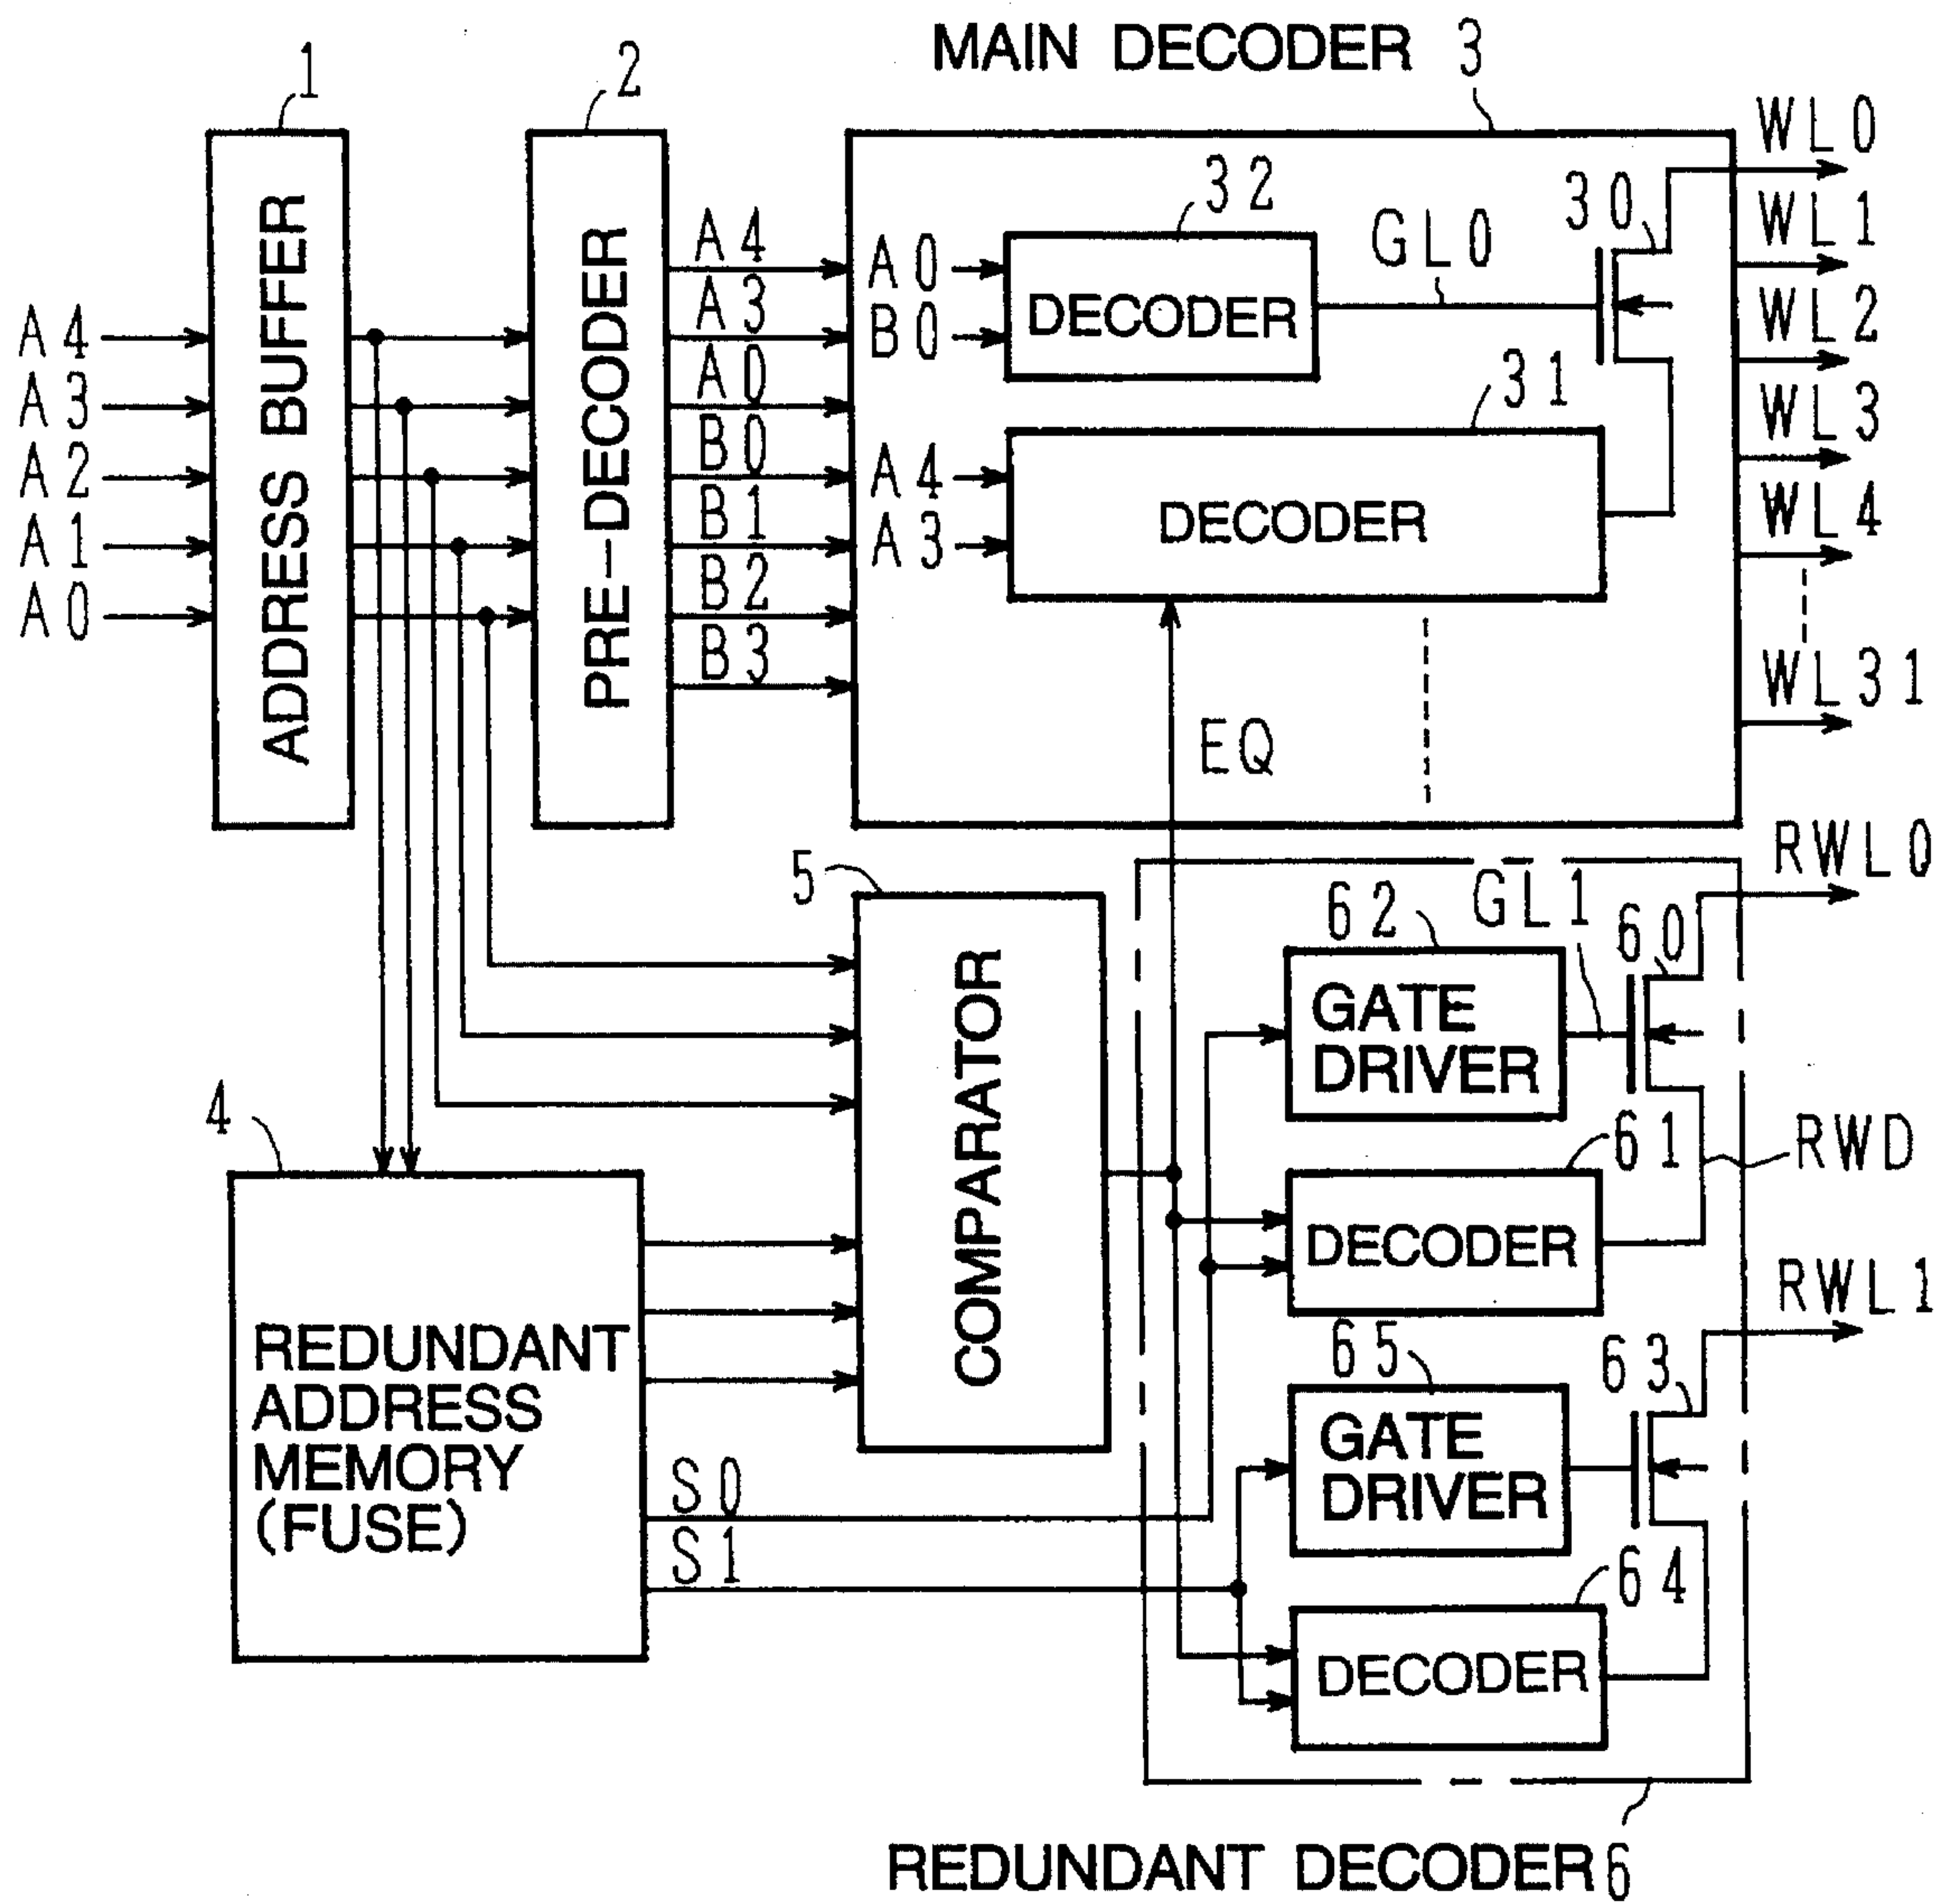 MAIN DECODER 3
1
2
WL0
WL1
WL2
WL3
WL4
WL31
ADDRESS BUFFER
PRE-DECODER
A4
A3
A2
A1
A0
A4
A3
A0
B0
B1
B2
B3
A0
B0
32
DECODER
GL0
30
31
A4
A3
DECODER
EQ
RWL0
5
COMPARATOR
62
GL1
60
GATE
DRIVER
61
RWD
DECODER
RWL1
4
REDUNDANT
ADDRESS
MEMORY
(FUSE)
S0
S1
65
63
GATE
DRIVER
64
DECODER
REDUNDANT DECODER 6